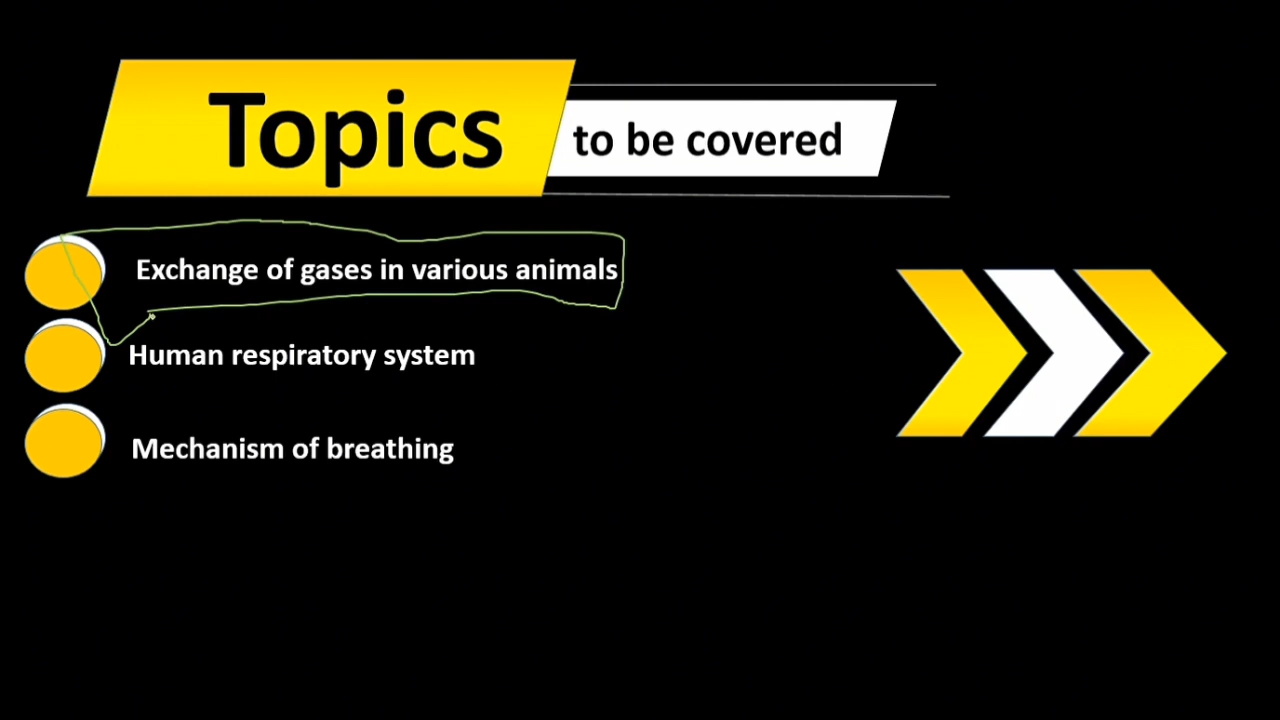 Topics
to be covered
Exchange of gases in various animals
Human respiratory system
Mechanism of breathing